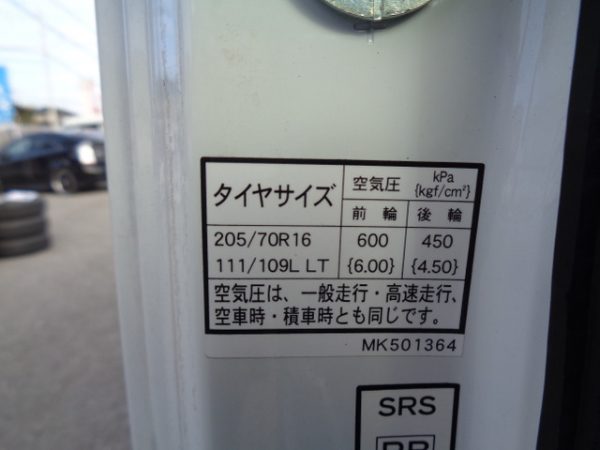 タイヤサイズ 空気圧 kPa {kgf/cm²}
前輪 後輪
205/70R16 600 450
111/109L LT {6.00} {4.50}
空気圧は、一般走行・高速走行、
空車時・積車時とも同じです。
MK501364
SRS